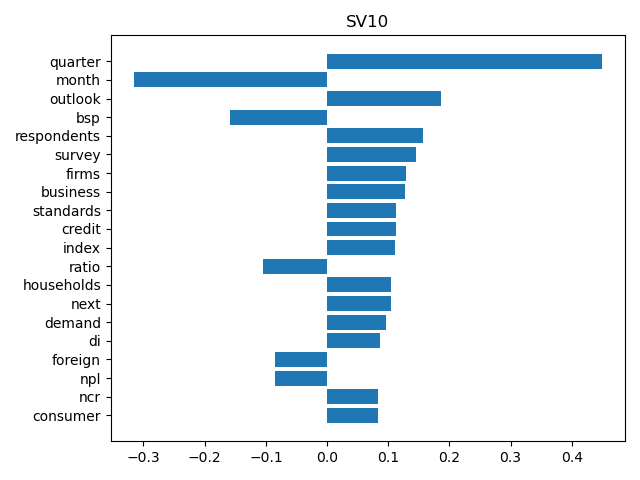 SV10
quarter
month
outlook
bsp
respondents
survey
firms
business
standards
credit
index
ratio
households
next
demand
di
foreign
npl
ncr
consumer
−0.3 −0.2 −0.1 0.0 0.1 0.2 0.3 0.4